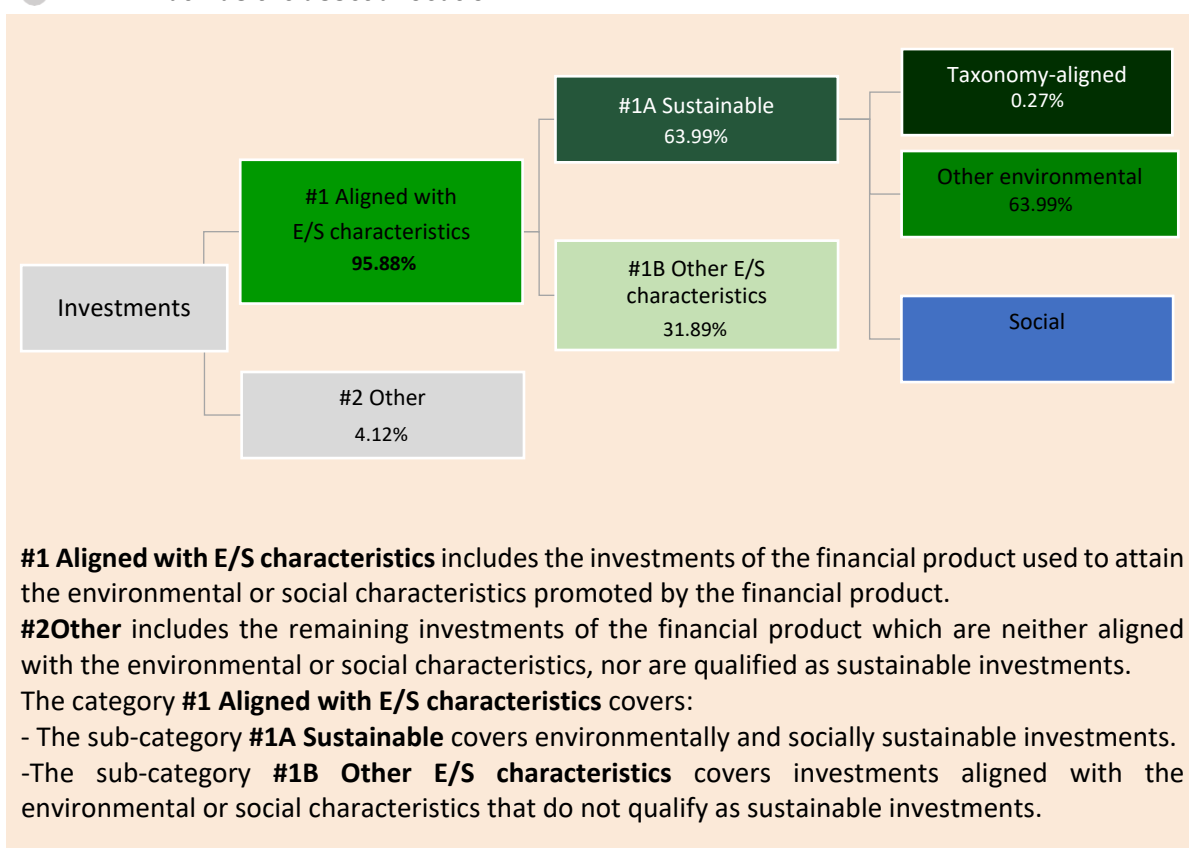 Taxonomy-aligned
0.27%
#1A Sustainable
63.99%
Other environmental
63.99%
#1 Aligned with
E/S characteristics
95.88%
#1B Other E/S
characteristics
31.89%
Investments
Social
#2 Other
4.12%
#1 Aligned with E/S characteristics includes the investments of the financial product used to attain
the environmental or social characteristics promoted by the financial product.
#2Other includes the remaining investments of the financial product which are neither aligned
with the environmental or social characteristics, nor are qualified as sustainable investments.
The category #1 Aligned with E/S characteristics covers:
- The sub-category #1A Sustainable covers environmentally and socially sustainable investments.
-The sub-category #1B Other E/S characteristics covers investments aligned with the
environmental or social characteristics that do not qualify as sustainable investments.